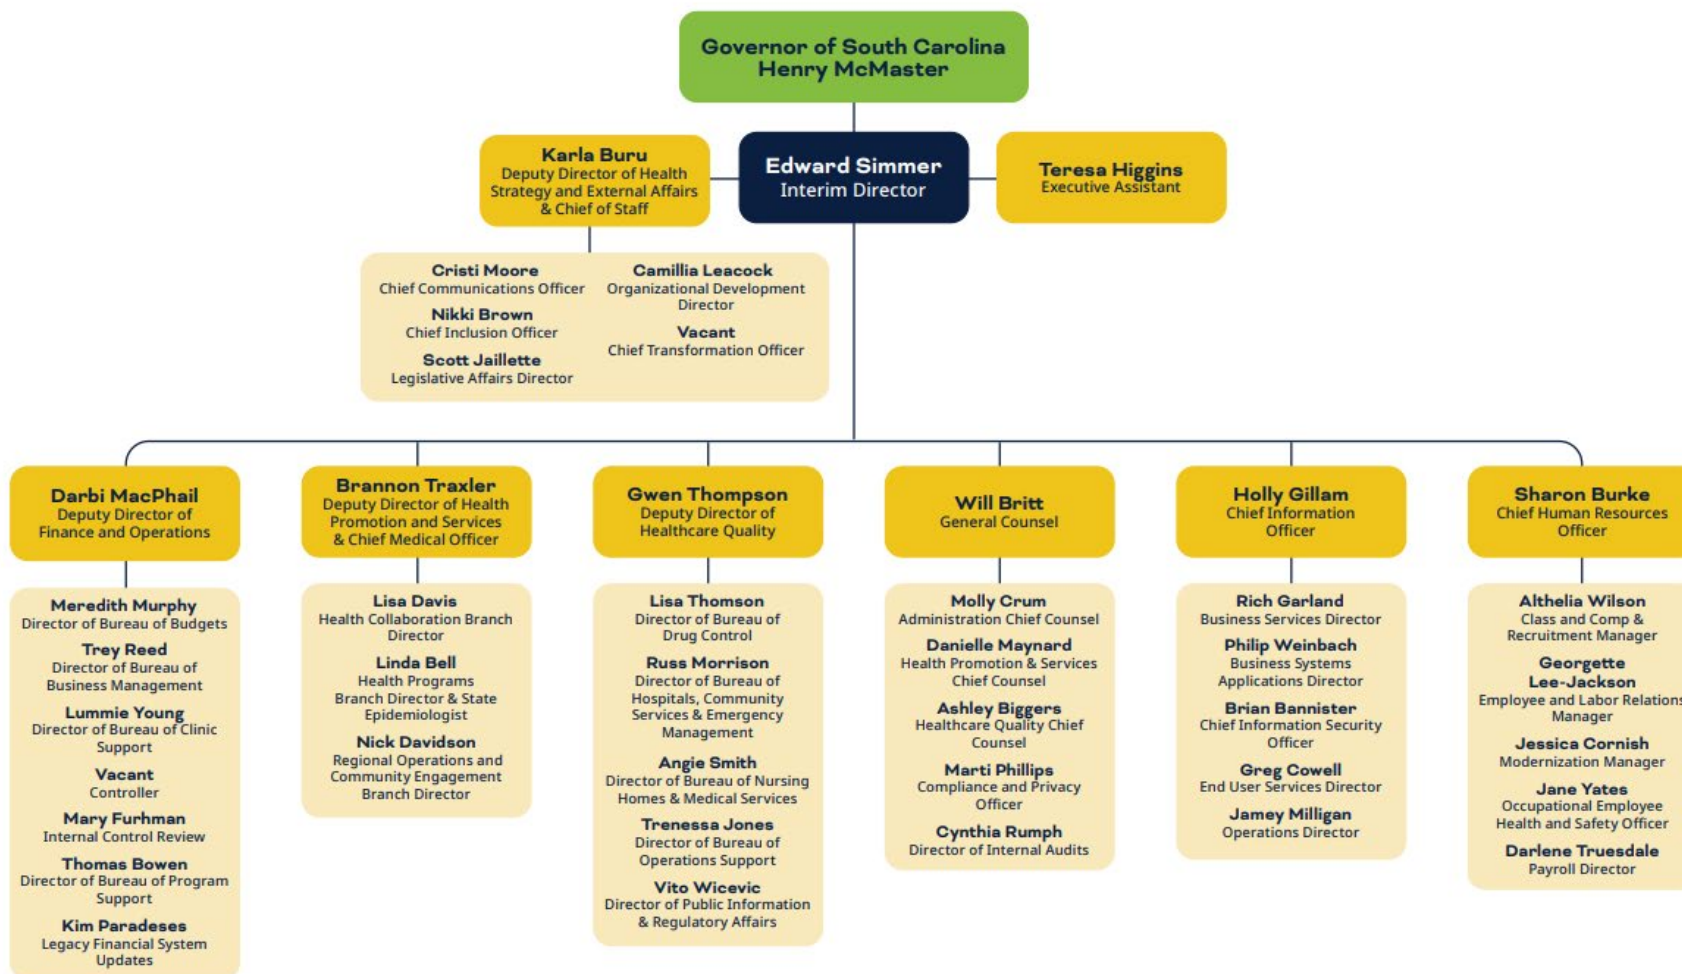 Governor of South Carolina
Henry McMaster
Karla Buru
Deputy Director of Health
Strategy and External Affairs
& Chief of Staff
Edward Simmer
Interim Director
Teresa Higgins
Executive Assistant
Cristi Moore
Chief Communications Officer
Nikki Brown
Chief Inclusion Officer
Scott Jaillette
Legislative Affairs Director
Camillia Leacock
Organizational Development
Director
Vacant
Chief Transformation Officer
Darbi MacPhail
Deputy Director of
Finance and Operations
Meredith Murphy
Director of Bureau of Budgets
Trey Reed
Director of Bureau of
Business Management
Lummie Young
Director of Bureau of Clinic
Support
Vacant
Controller
Mary Furhman
Internal Control Review
Thomas Bowen
Director of Bureau of Program
Support
Kim Paradeses
Legacy Financial System
Updates
Brannon Traxler
Deputy Director of Health
Promotion and Services
& Chief Medical Officer
Lisa Davis
Health Collaboration Branch
Director
Linda Bell
Health Programs
Branch Director & State
Epidemiologist
Nick Davidson
Regional Operations and
Community Engagement
Branch Director
Gwen Thompson
Deputy Director of
Healthcare Quality
Lisa Thomson
Director of Bureau of
Drug Control
Russ Morrison
Director of Bureau of
Hospitals, Community
Services & Emergency
Management
Angie Smith
Director of Bureau of Nursing
Homes & Medical Services
Trenessa Jones
Director of Bureau of
Operations Support
Vito Wicevic
Director of Public Information
& Regulatory Affairs
Will Britt
General Counsel
Molly Crum
Administration Chief Counsel
Danielle Maynard
Health Promotion & Services
Chief Counsel
Ashley Biggers
Healthcare Quality Chief
Counsel
Marti Phillips
Compliance and Privacy
Officer
Cynthia Rumph
Director of Internal Audits
Holly Gillam
Chief Information
Officer
Rich Garland
Business Services Director
Philip Weinbach
Business Systems
Applications Director
Brian Bannister
Chief Information Security
Officer
Greg Cowell
End User Services Director
Jamey Milligan
Operations Director
Sharon Burke
Chief Human Resources
Officer
Althelia Wilson
Class and Comp &
Recruitment Manager
Georgette
Lee-Jackson
Employee and Labor Relations
Manager
Jessica Cornish
Modernization Manager
Jane Yates
Occupational Employee
Health and Safety Officer
Darlene Truesdale
Payroll Director